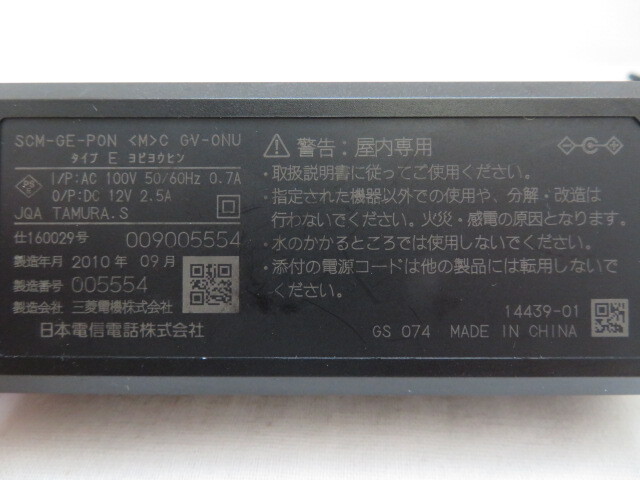 SCM-GE-PON <M>C GV-ONU
タイプ E ヨビヨウヒン
I/P:AC 100V 50/60Hz 0.7A
O/P:DC 12V 2.5A
JQA TAMURA.S
仕160029号 009005554
製造年月 2010 年 09 月
製造番号 005554
製造会社 三菱電機株式会社
日本電信電話株式会社
警告：屋内専用
・取扱説明書に従ってご使用ください。
・指定された機器以外での使用や、分解・改造は
行わないでください。火災・感電の原因となります。
・水のかかるところでは使用しないでください。
・添付の電源コードは他の製品には転用しないで
ください。
14439-01
GS 074 MADE IN CHINA